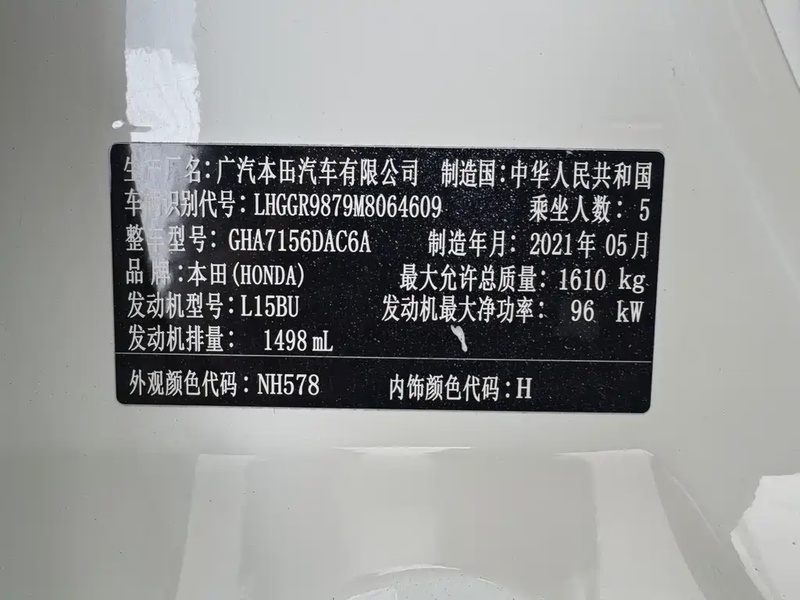 生产厂名:广汽本田汽车有限公司 制造国:中华人民共和国
车辆识别代号:LHGGR9879M8064609 乘坐人数:5
整车型号:GHA7156DAC6A 制造年月:2021年05月
品牌:本田(HONDA) 最大允许总质量:1610 kg
发动机型号:L15BU 发动机最大净功率:96 kW
发动机排量:1498 mL
外观颜色代码:NH578 内饰颜色代码:H